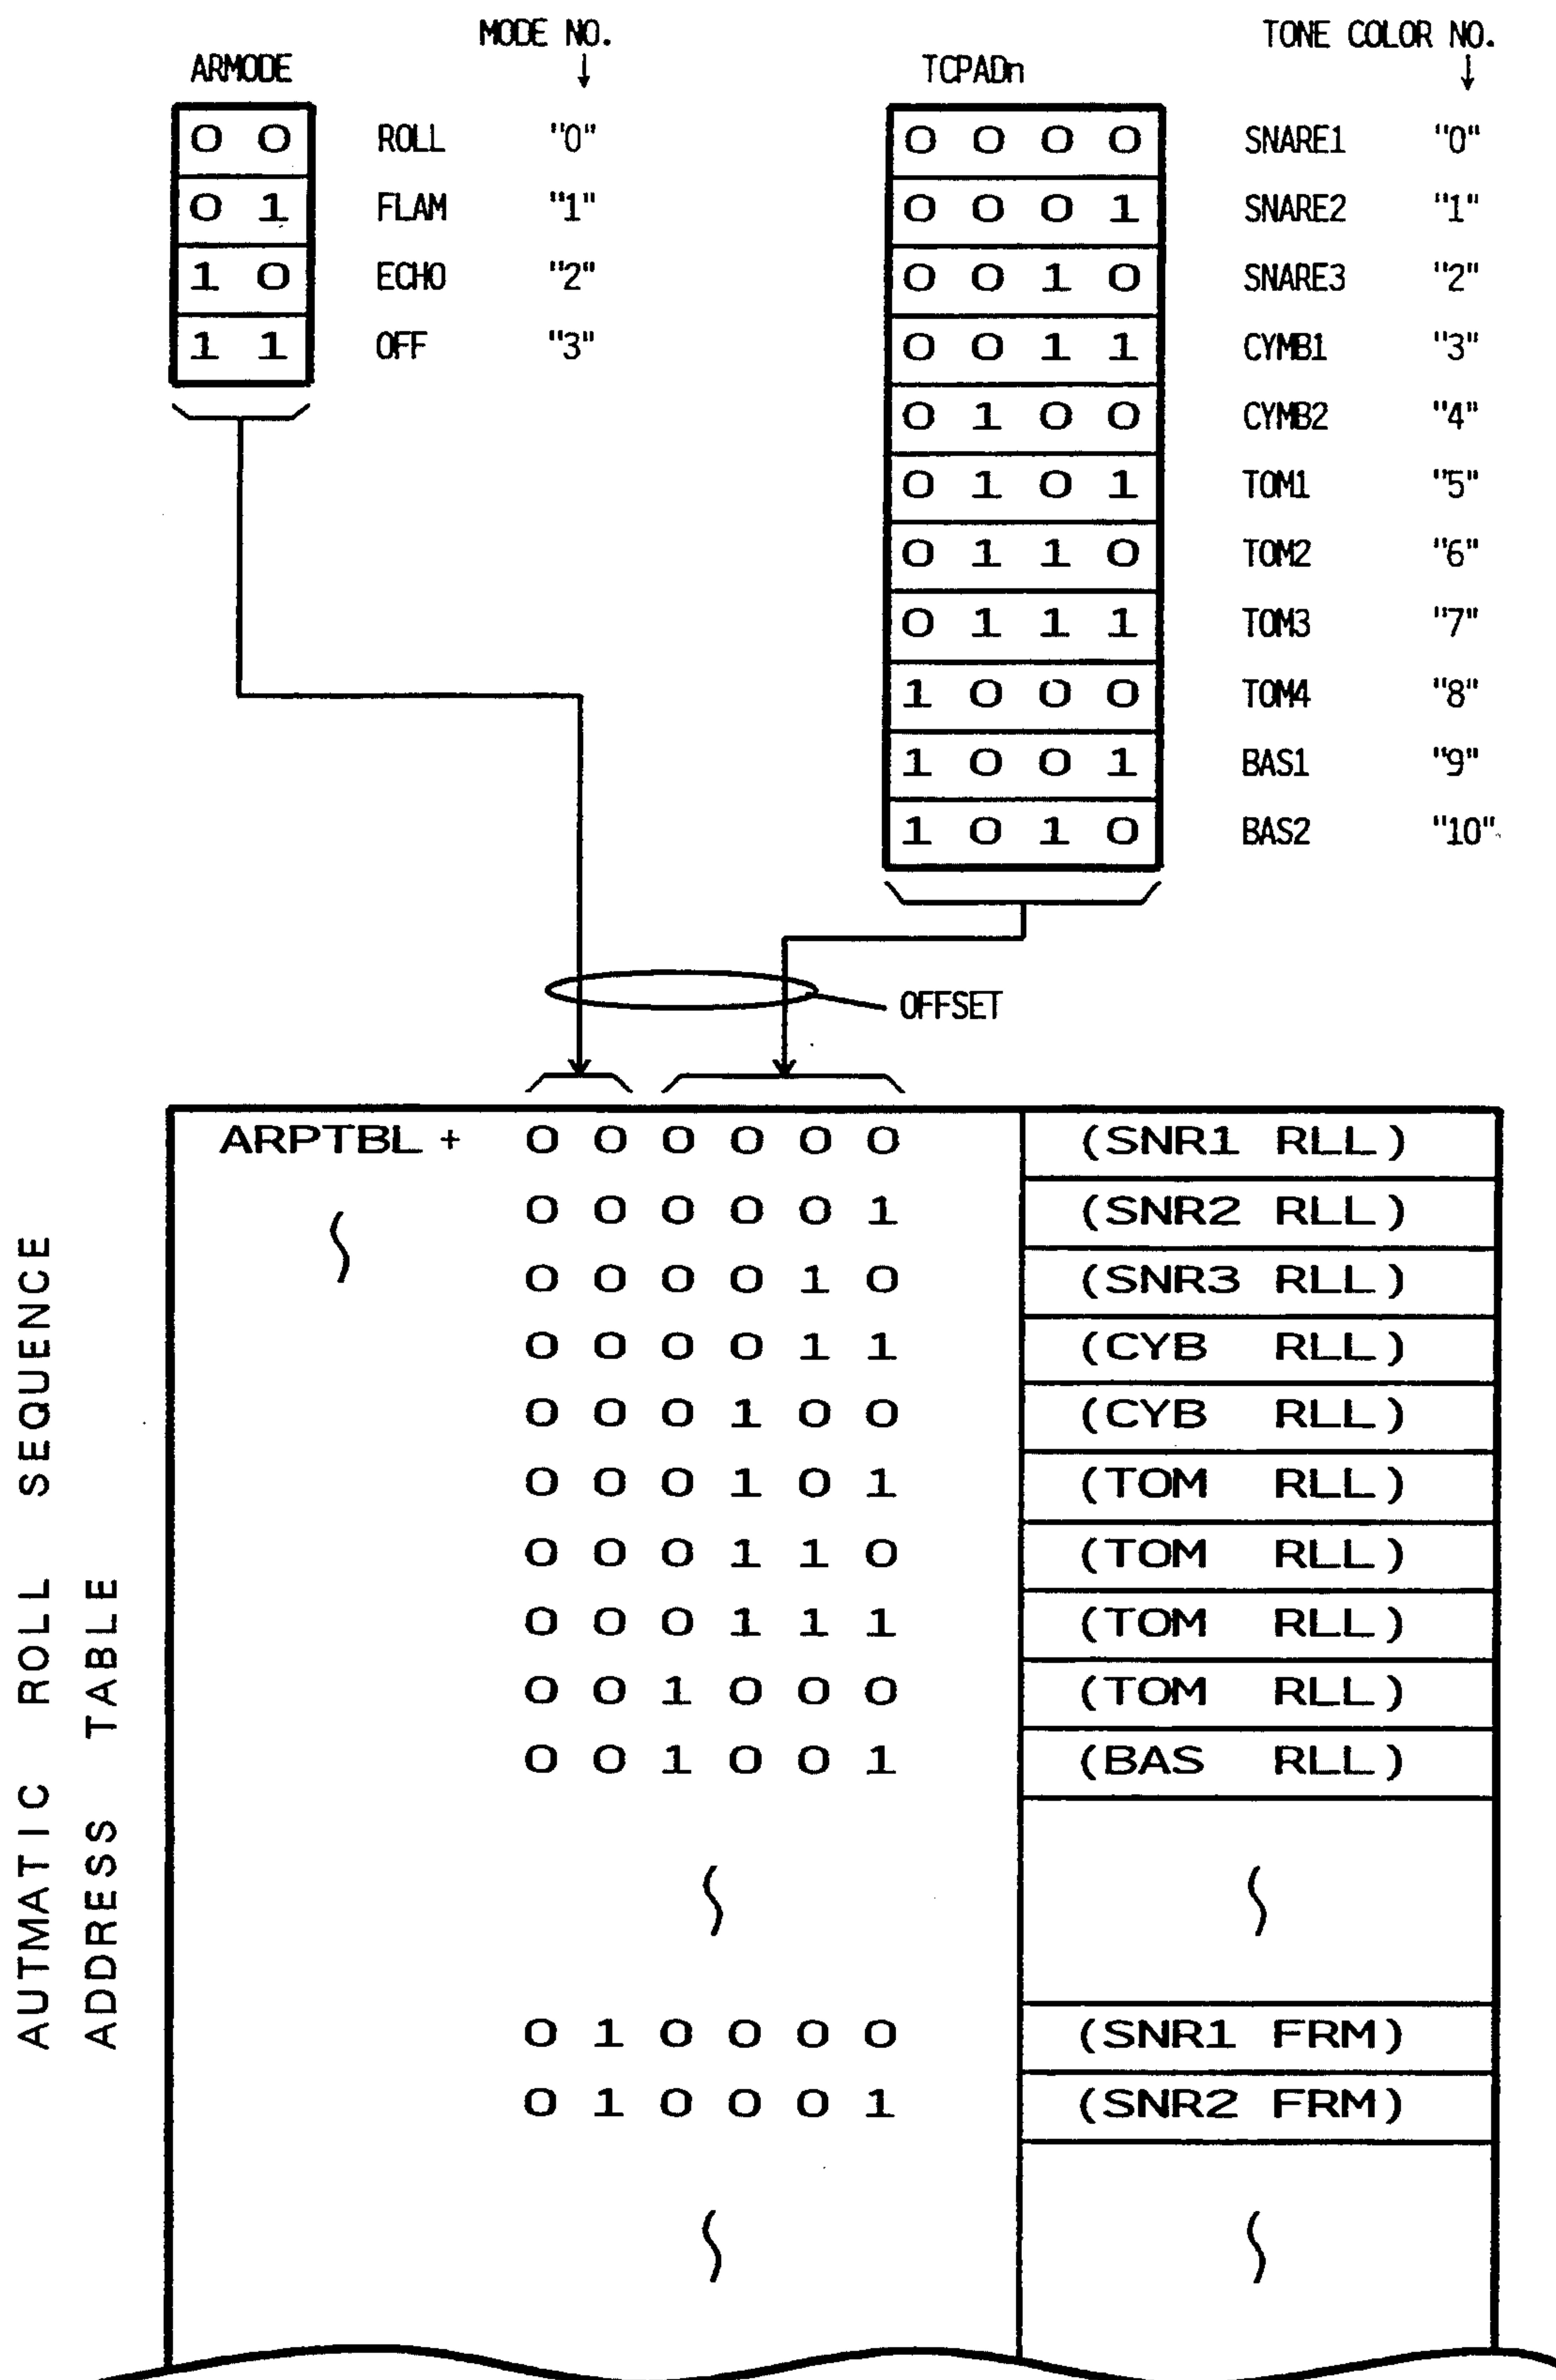 MODE NO.
ARMODE ↓
0 0 ROLL "0"
0 1 FLAM "1"
1 0 ECHO "2"
1 1 OFF "3"
TONE COLOR NO.
TCPADn ↓
0 0 0 0 SNARE1 "0"
0 0 0 1 SNARE2 "1"
0 0 1 0 SNARE3 "2"
0 0 1 1 CYMB1 "3"
0 1 0 0 CYMB2 "4"
0 1 0 1 TOM1 "5"
0 1 1 0 TOM2 "6"
0 1 1 1 TOM3 "7"
1 0 0 0 TOM4 "8"
1 0 0 1 BAS1 "9"
1 0 1 0 BAS2 "10"
OFFSET
AUTMATIC ROLL SEQUENCE
ADDRESS TABLE
ARPTBL + 0 0 0 0 0 0 (SNR1 RLL)
0 0 0 0 0 1 (SNR2 RLL)
0 0 0 0 1 0 (SNR3 RLL)
0 0 0 0 1 1 (CYB RLL)
0 0 0 1 0 0 (CYB RLL)
0 0 0 1 0 1 (TOM RLL)
0 0 0 1 1 0 (TOM RLL)
0 0 0 1 1 1 (TOM RLL)
0 0 1 0 0 0 (TOM RLL)
0 0 1 0 0 1 (BAS RLL)
0 1 0 0 0 0 (SNR1 FRM)
0 1 0 0 0 1 (SNR2 FRM)